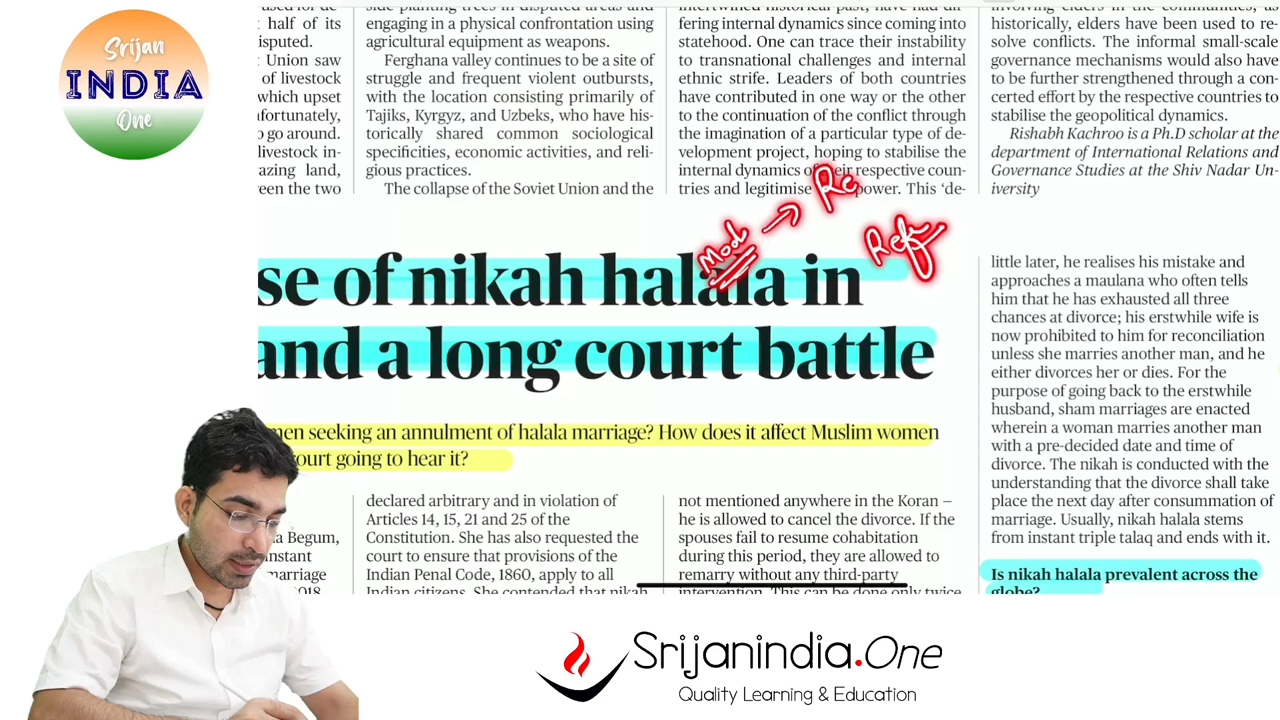 Srijan
INDIA
One
used for de-
half of its
isputed.
Union saw
of livestock
which upset
nfortunately,
o go around.
livestock in-
azing land,
een the two
side planting trees in disputed areas and
engaging in a physical confrontation using
agricultural equipment as weapons.
Ferghana valley continues to be a site of
struggle and frequent violent outbursts,
with the location consisting primarily of
Tajiks, Kyrgyz, and Uzbeks, who have his-
torically shared common sociological
specificities, economic activities, and reli-
gious practices.
The collapse of the Soviet Union and the
intertwined historical past, have had dif-
fering internal dynamics since coming into
statehood. One can trace their instability
to transnational challenges and internal
ethnic strife. Leaders of both countries
have contributed in one way or the other
to the continuation of the conflict through
the imagination of a particular type of de-
velopment project, hoping to stabilise the
internal dynamics of their respective coun-
tries and legitimise power. This 'de-
involving elders in the communities, as
historically, elders have been used to re-
solve conflicts. The informal small-scale
governance mechanisms would also have
to be further strengthened through a con-
certed effort by the respective countries to
stabilise the geopolitical dynamics.
Rishabh Kachroo is a Ph.D scholar at the
department of International Relations and
Governance Studies at the Shiv Nadar Un-
iversity
Mod → Re
Ref
se of nikah halala in
and a long court battle
men seeking an annulment of halala marriage? How does it affect Muslim women
court going to hear it?
a Begum,
nstant
marriage
2018
declared arbitrary and in violation of
Articles 14, 15, 21 and 25 of the
Constitution. She has also requested the
court to ensure that provisions of the
Indian Penal Code, 1860, apply to all
Indian citizens. She contended that nikah
not mentioned anywhere in the Koran –
he is allowed to cancel the divorce. If the
spouses fail to resume cohabitation
during this period, they are allowed to
remarry without any third-party
intervention. This can be done only twice
little later, he realises his mistake and
approaches a maulana who often tells
him that he has exhausted all three
chances at divorce; his erstwhile wife is
now prohibited to him for reconciliation
unless she marries another man, and he
either divorces her or dies. For the
purpose of going back to the erstwhile
husband, sham marriages are enacted
wherein a woman marries another man
with a pre-decided date and time of
divorce. The nikah is conducted with the
understanding that the divorce shall take
place the next day after consummation of
marriage. Usually, nikah halala stems
from instant triple talaq and ends with it.
Is nikah halala prevalent across the
globe?
Srijanindia.One
Quality Learning & Education